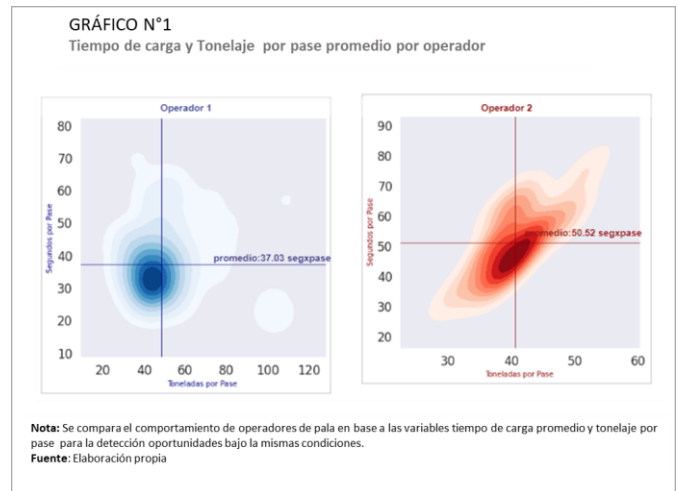 GRÁFICO N°1
Tiempo de carga y Tonelaje por pase promedio por operador
Operador 1
80
70
60
50
40
30
20
10
Segundos por Pase
promedio:37.03 segxpase
20 40 60 80 100 120
Toneladas por Pase
Operador 2
90
80
70
60
50
40
30
20
Segundos por Pase
promedio:50.52 segxpase
30 40 50 60
Toneladas por Pase
Nota: Se compara el comportamiento de operadores de pala en base a las variables tiempo de carga promedio y tonelaje por
pase para la detección oportunidades bajo la mismas condiciones.
Fuente: Elaboración propia